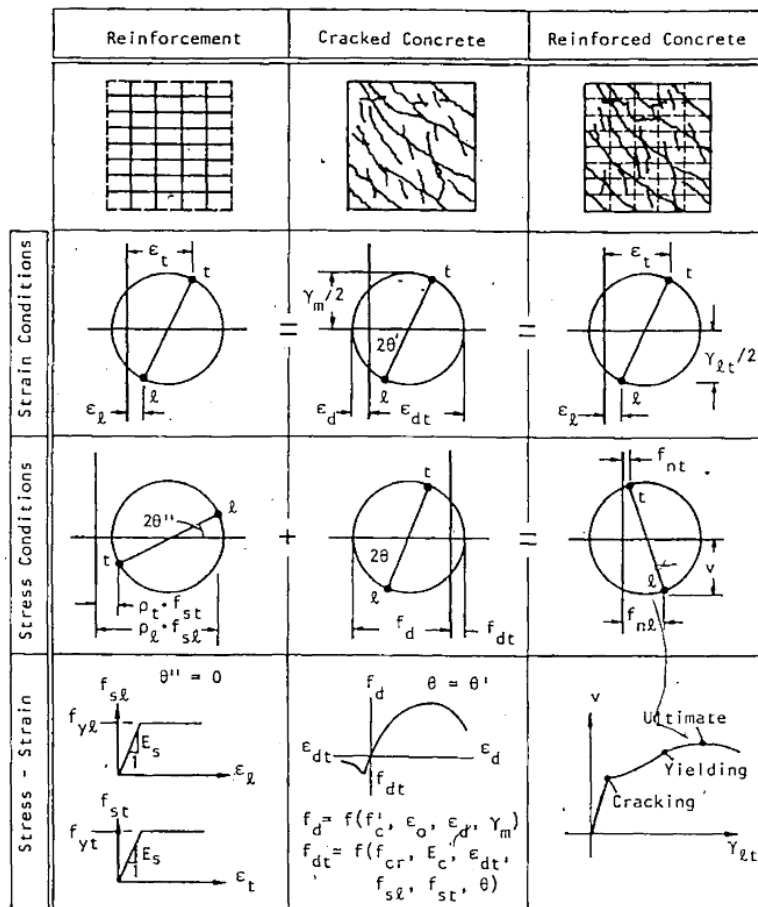 Reinforcement Cracked Concrete Reinforced Concrete
Strain Conditions
ε_t
t
ℓ
ε_ℓ
=
γ_m/2
t
2θ'
ℓ
ε_d
ε_dt
=
ε_t
t
ℓ
γ_ℓt/2
ε_ℓ
Stress Conditions
2θ''
ℓ
t
ρ_t·f_st
ρ_ℓ·f_sℓ
+
t
2θ
ℓ
f_d
f_dt
=
f_nt
t
ℓ
v
f_nℓ
Stress - Strain
f_sℓ
θ'' = 0
f_yℓ
E_s
1
ε_ℓ
f_st
f_yt
E_s
1
ε_t
f_d
θ = θ'
ε_dt
ε_d
f_dt
f_d = f(f'_c, ε_o, ε_d, γ_m)
f_dt = f(f_cr, E_c, ε_dt,
f_sℓ, f_st, θ)
v
Ultimate
Yielding
Cracking
γ_ℓt